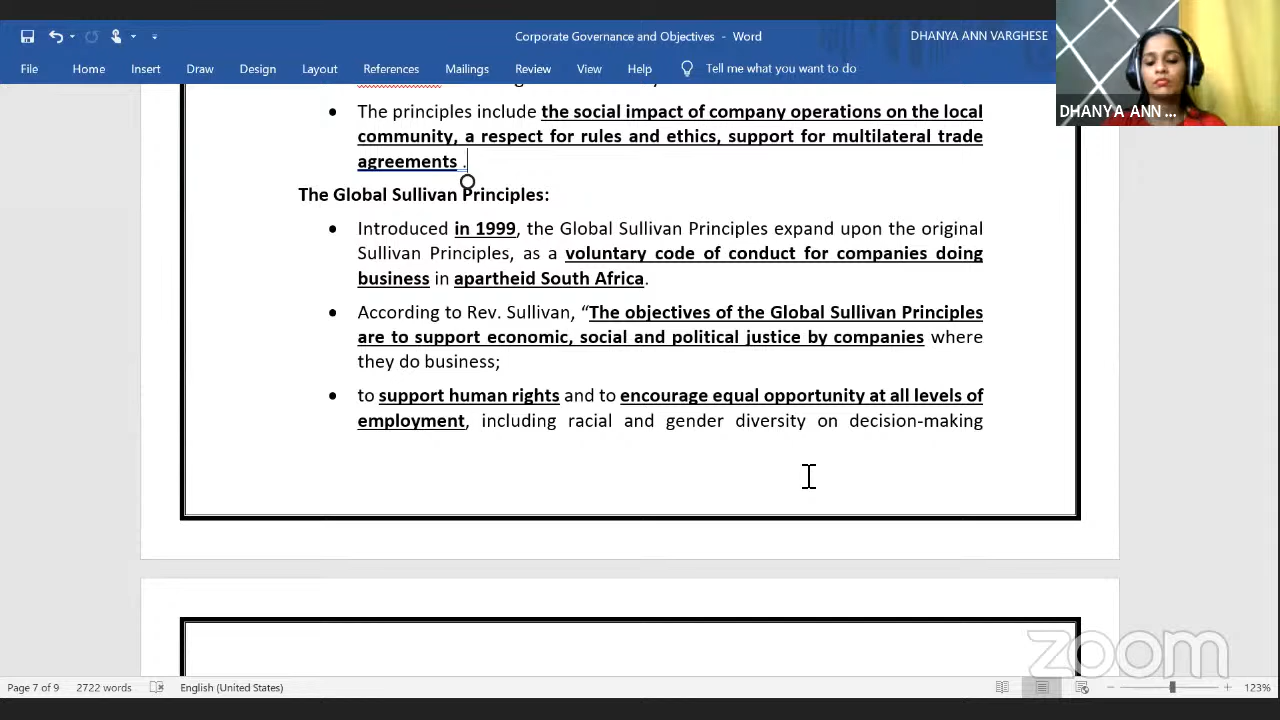 Corporate Governance and Objectives - Word
DHANYA ANN VARGHESE
File Home Insert Draw Design Layout References Mailings Review View Help Tell me what you want to do
DHANYA ANN ...
• The principles include the social impact of company operations on the local
community, a respect for rules and ethics, support for multilateral trade
agreements .
The Global Sullivan Principles:
• Introduced in 1999, the Global Sullivan Principles expand upon the original
Sullivan Principles, as a voluntary code of conduct for companies doing
business in apartheid South Africa.
• According to Rev. Sullivan, “The objectives of the Global Sullivan Principles
are to support economic, social and political justice by companies where
they do business;
• to support human rights and to encourage equal opportunity at all levels of
employment, including racial and gender diversity on decision-making
zoom
Page 7 of 9 2722 words English (United States) 123%